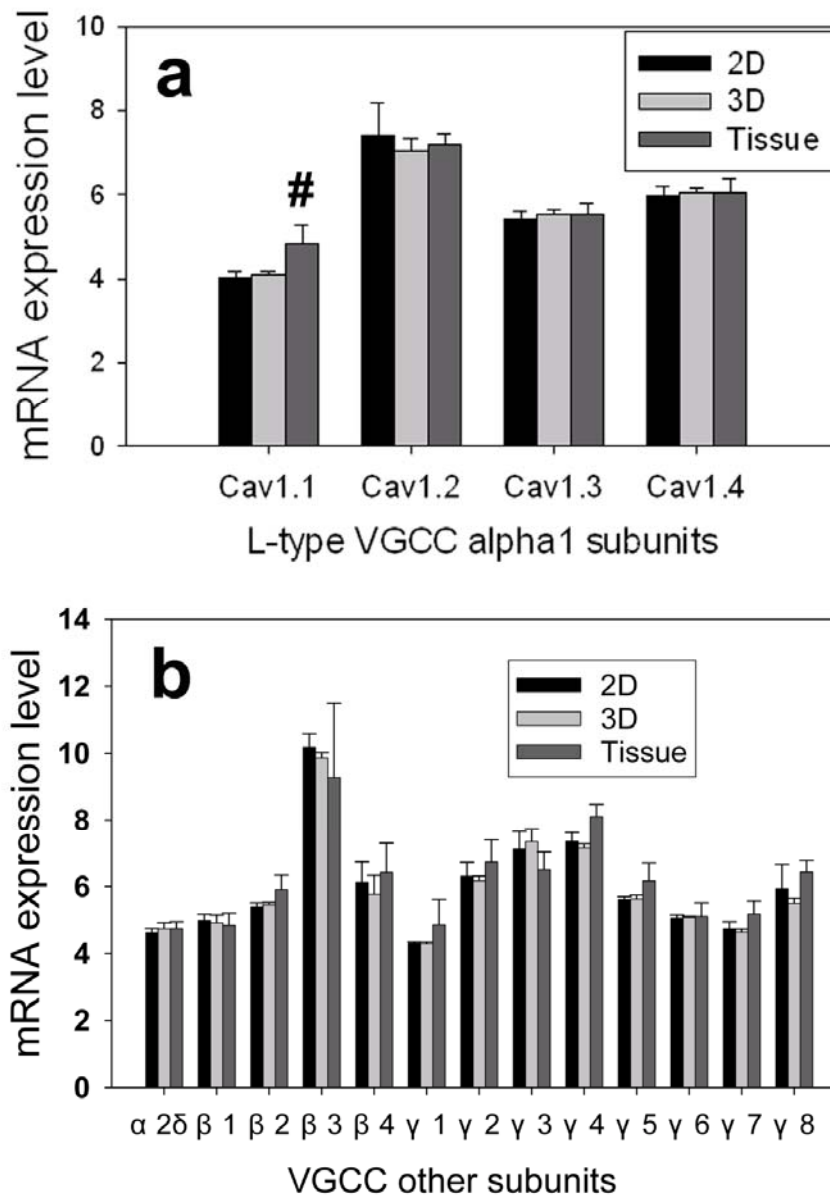 a
10
8
6
4
2
0
mRNA expression level
2D
3D
Tissue
#
Cav1.1 Cav1.2 Cav1.3 Cav1.4
L-type VGCC alpha1 subunits
b
14
12
10
8
6
4
2
0
mRNA expression level
2D
3D
Tissue
α 2δ β 1 β 2 β 3 β 4 γ 1 γ 2 γ 3 γ 4 γ 5 γ 6 γ 7 γ 8
VGCC other subunits